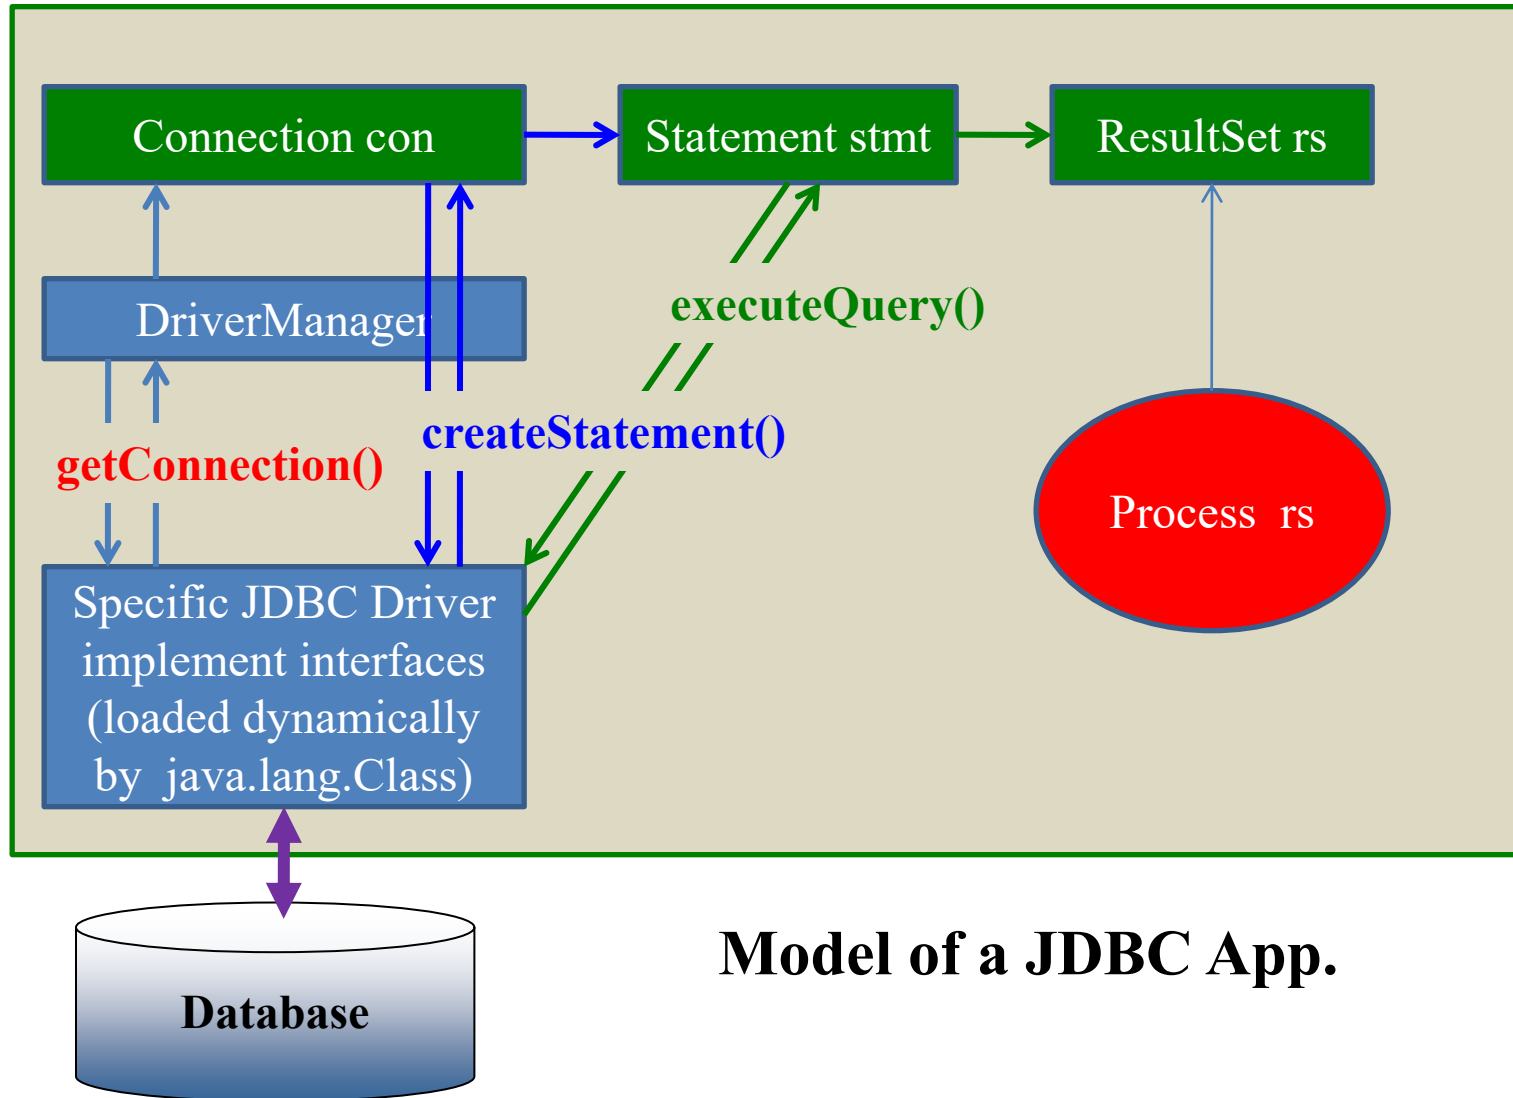 Connection con
Statement stmt
ResultSet rs
DriverManager
executeQuery()
createStatement()
getConnection()
Process rs
Specific JDBC Driver
implement interfaces
(loaded dynamically
by java.lang.Class)
Model of a JDBC App.
Database